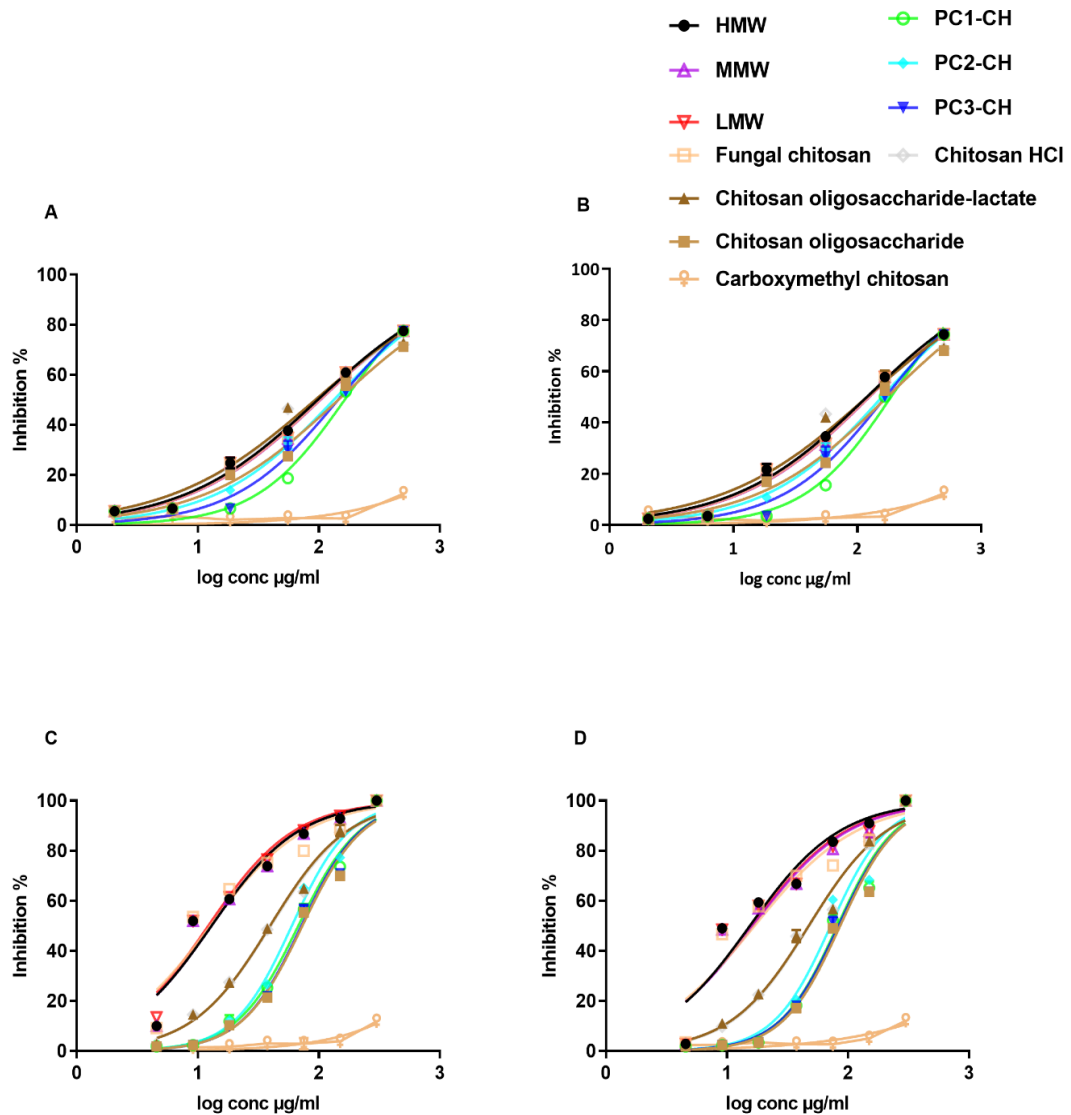 HMW
PC1-CH
MMW
PC2-CH
LMW
PC3-CH
Fungal chitosan
Chitosan HCl
Chitosan oligosaccharide-lactate
Chitosan oligosaccharide
Carboxymethyl chitosan
A
100
80
60
40
20
0
Inhibition %
0 1 2 3
log conc µg/ml
B
100
80
60
40
20
0
Inhibition %
0 1 2 3
log conc µg/ml
C
100
80
60
40
20
0
Inhibition %
0 1 2 3
log conc µg/ml
D
100
80
60
40
20
0
Inhibition %
0 1 2 3
log conc µg/ml